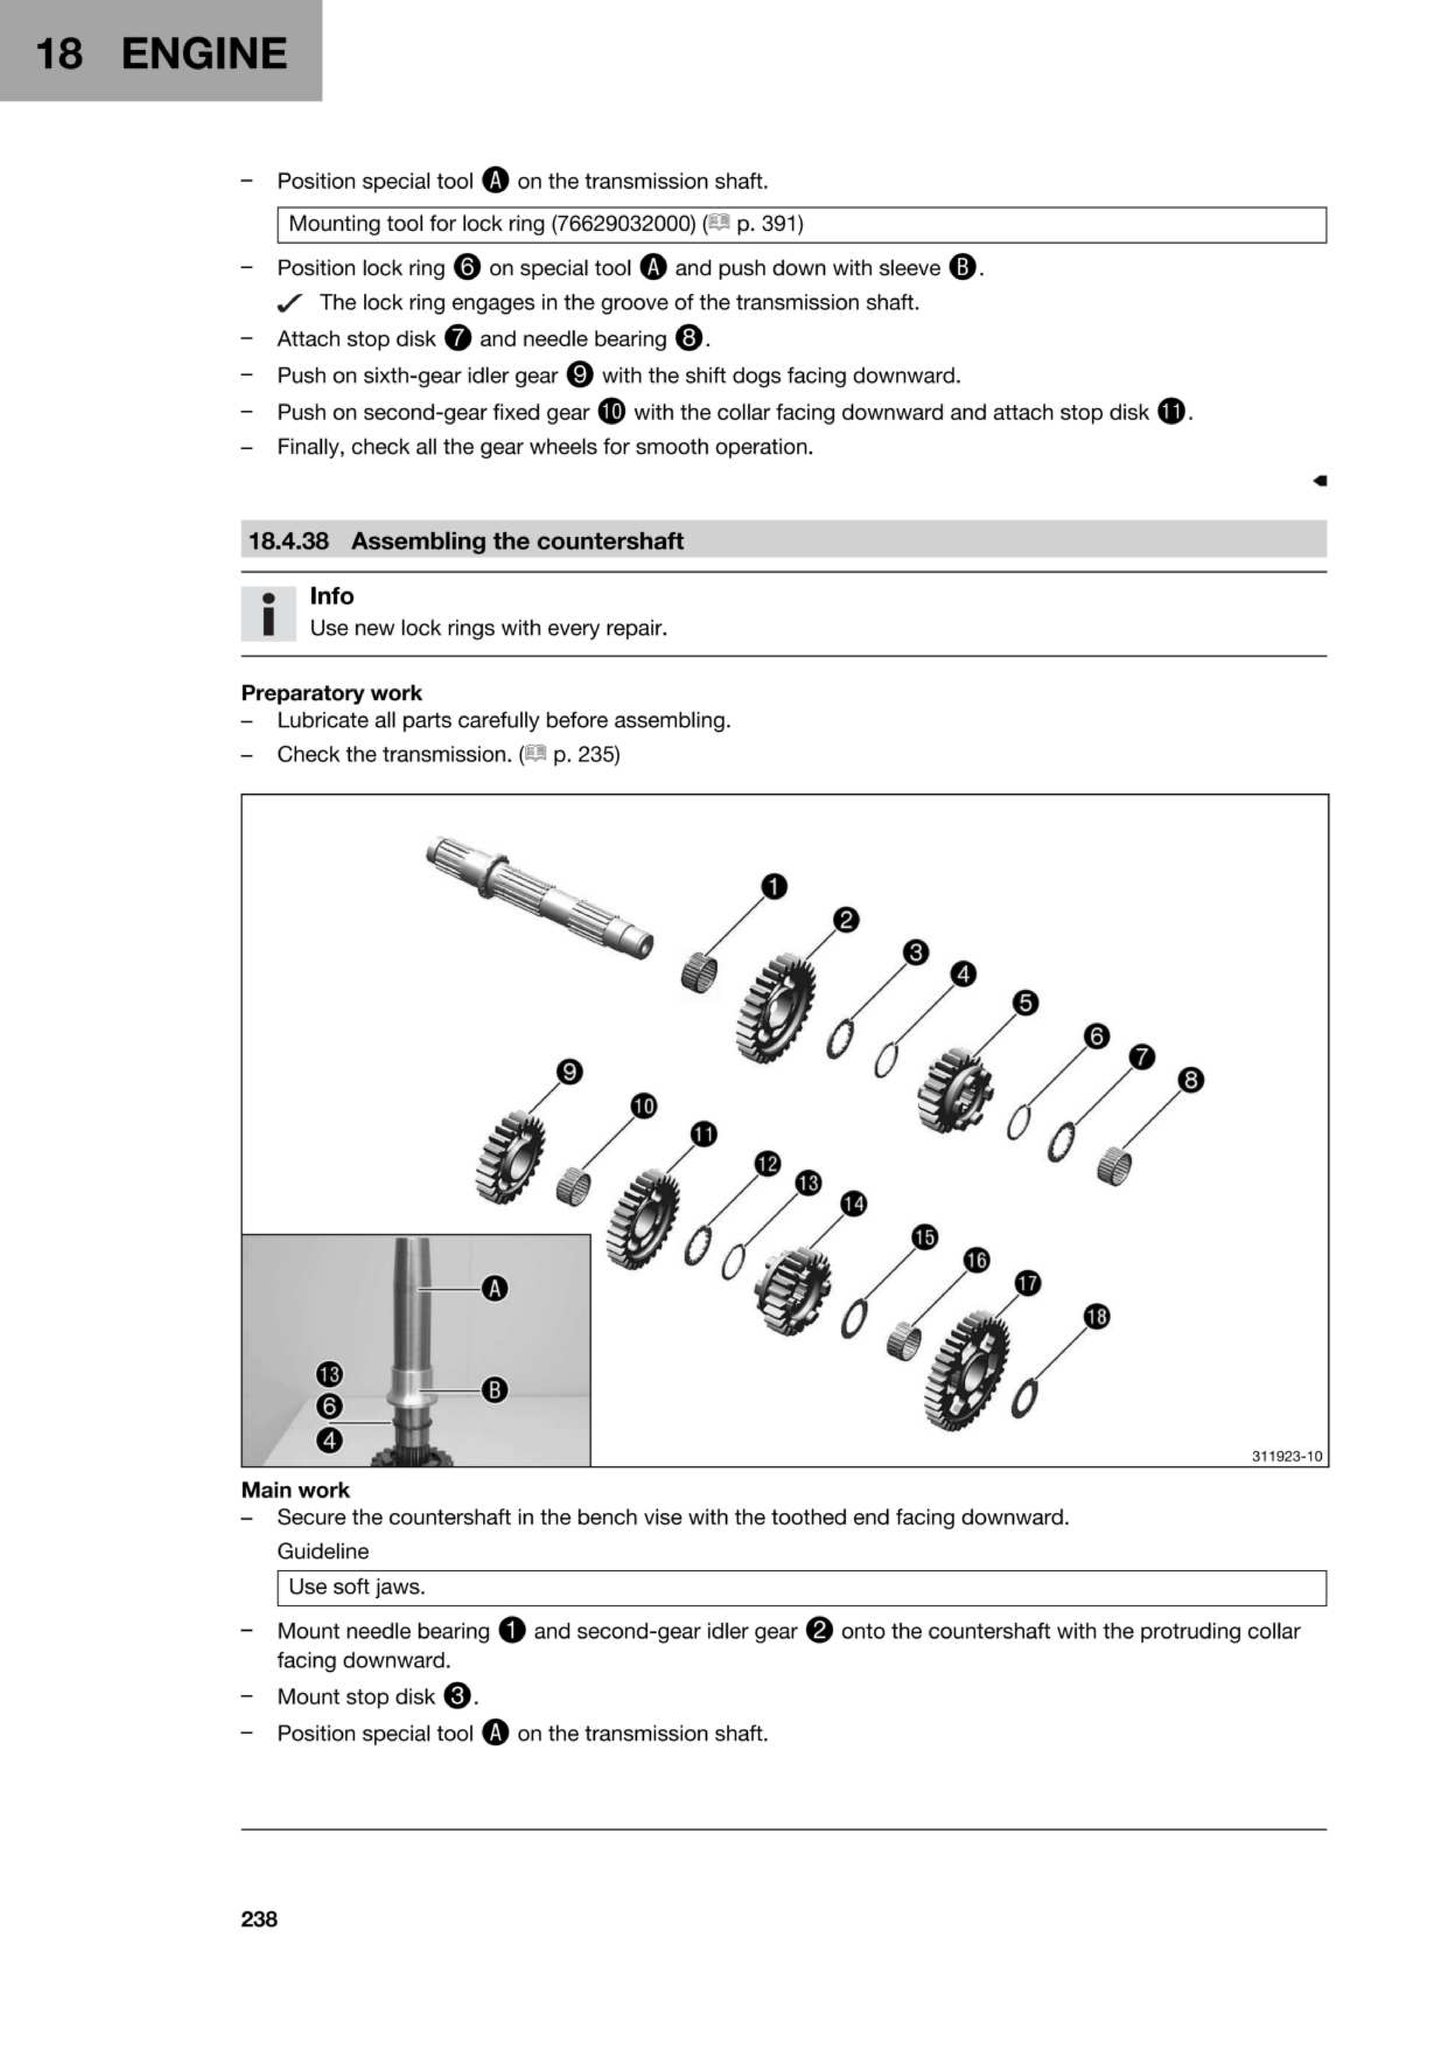 18 ENGINE
– Position special tool A on the transmission shaft.
Mounting tool for lock ring (76629032000) ( p. 391)
– Position lock ring 6 on special tool A and push down with sleeve B.
✓ The lock ring engages in the groove of the transmission shaft.
– Attach stop disk 7 and needle bearing 8.
– Push on sixth-gear idler gear 9 with the shift dogs facing downward.
– Push on second-gear fixed gear 10 with the collar facing downward and attach stop disk 11.
– Finally, check all the gear wheels for smooth operation.
18.4.38 Assembling the countershaft
i Info
Use new lock rings with every repair.
Preparatory work
– Lubricate all parts carefully before assembling.
– Check the transmission. ( p. 235)
1
2
3
4
5
6
7
8
9
10
11
12
13
14
15
16
17
18
A
13
B
6
4
311923-10
Main work
– Secure the countershaft in the bench vise with the toothed end facing downward.
Guideline
Use soft jaws.
– Mount needle bearing 1 and second-gear idler gear 2 onto the countershaft with the protruding collar
facing downward.
– Mount stop disk 3.
– Position special tool A on the transmission shaft.
238